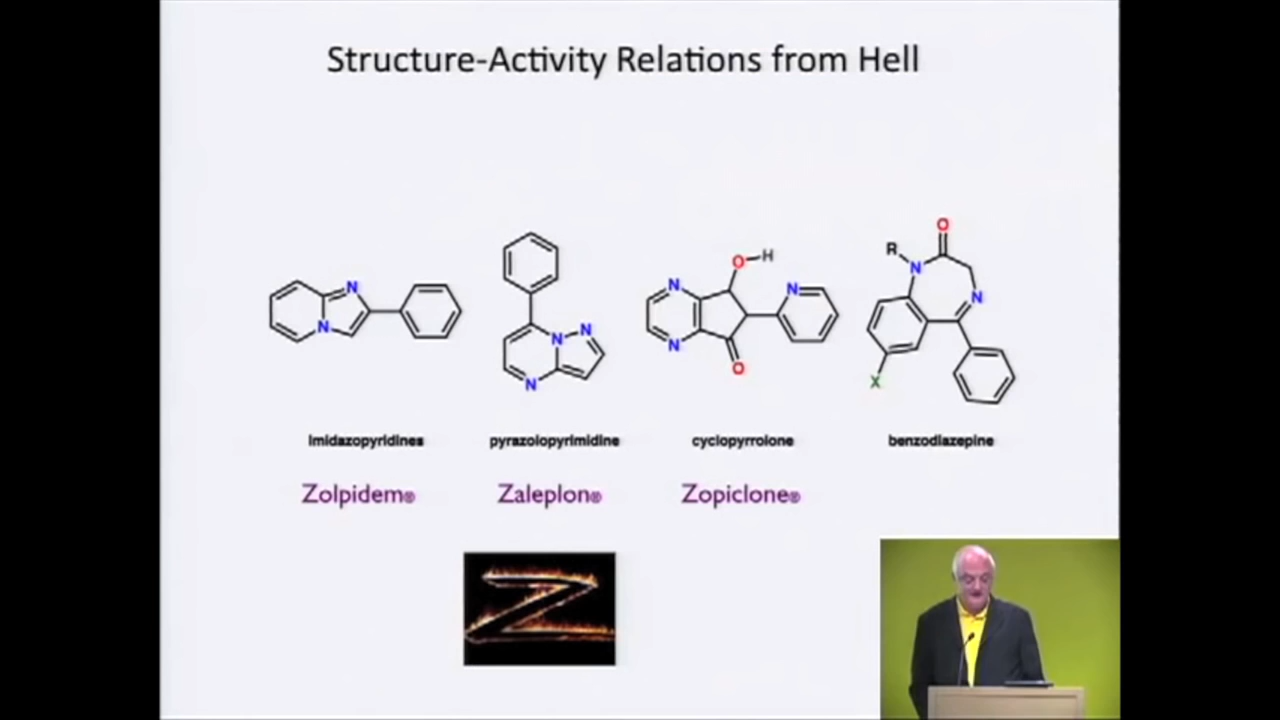 Structure-Activity Relations from Hell
N
N
N
N
N
O
H
N
N
N
O
O
R
N
N
X
imidazopyridines
pyrazolopyrimidine
cyclopyrrolone
benzodiazepine
Zolpidem®
Zaleplon®
Zopiclone®
Z